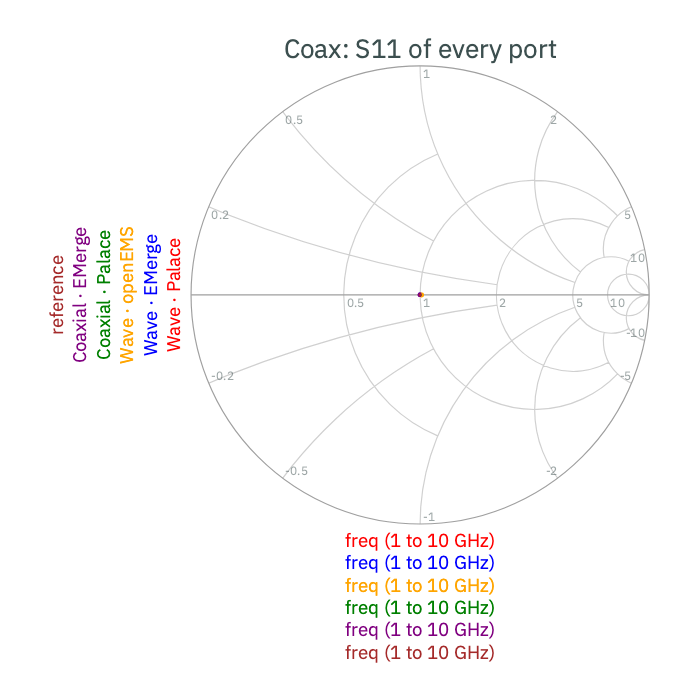 Coax: S11 of every port
1
0.5
2
0.2
5
10
0.5
1
2
5
10
-10
-0.2
-5
-0.5
-2
-1
reference
Coaxial · EMerge
Coaxial · Palace
Wave · openEMS
Wave · EMerge
Wave · Palace
freq (1 to 10 GHz)
freq (1 to 10 GHz)
freq (1 to 10 GHz)
freq (1 to 10 GHz)
freq (1 to 10 GHz)
freq (1 to 10 GHz)